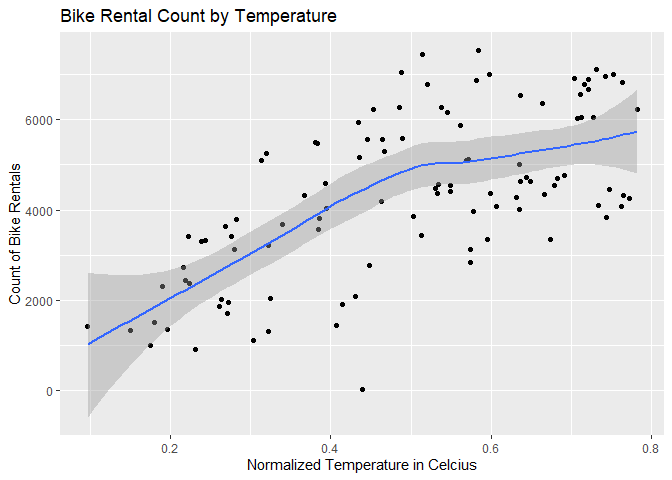 Bike Rental Count by Temperature
Count of Bike Rentals
6000
4000
2000
0
0.2
0.4
0.6
0.8
Normalized Temperature in Celcius